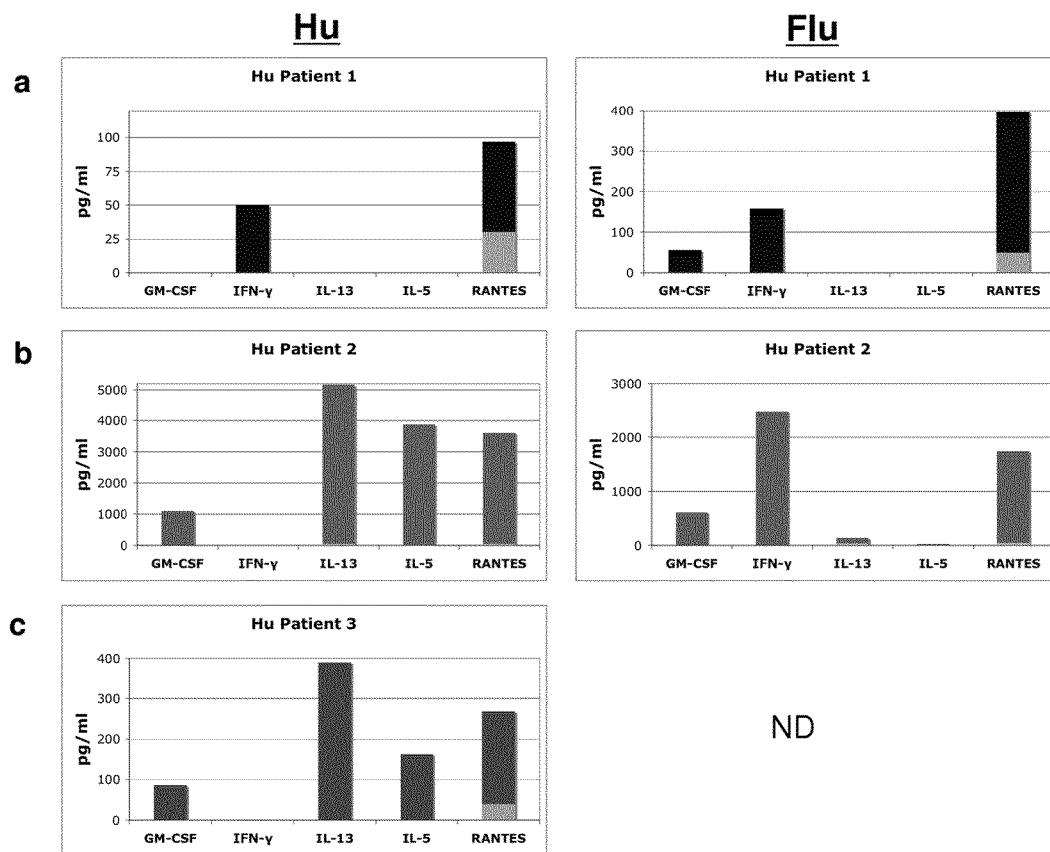 Hu
Flu
a
Hu Patient 1
pg/ml
100
75
50
25
0
GM-CSF IFN-γ IL-13 IL-5 RANTES
Hu Patient 1
pg/ml
400
300
200
100
0
GM-CSF IFN-γ IL-13 IL-5 RANTES
b
Hu Patient 2
pg/ml
5000
4000
3000
2000
1000
0
GM-CSF IFN-γ IL-13 IL-5 RANTES
Hu Patient 2
pg/ml
3000
2000
1000
0
GM-CSF IFN-γ IL-13 IL-5 RANTES
c
Hu Patient 3
pg/ml
400
300
200
100
0
GM-CSF IFN-γ IL-13 IL-5 RANTES
ND